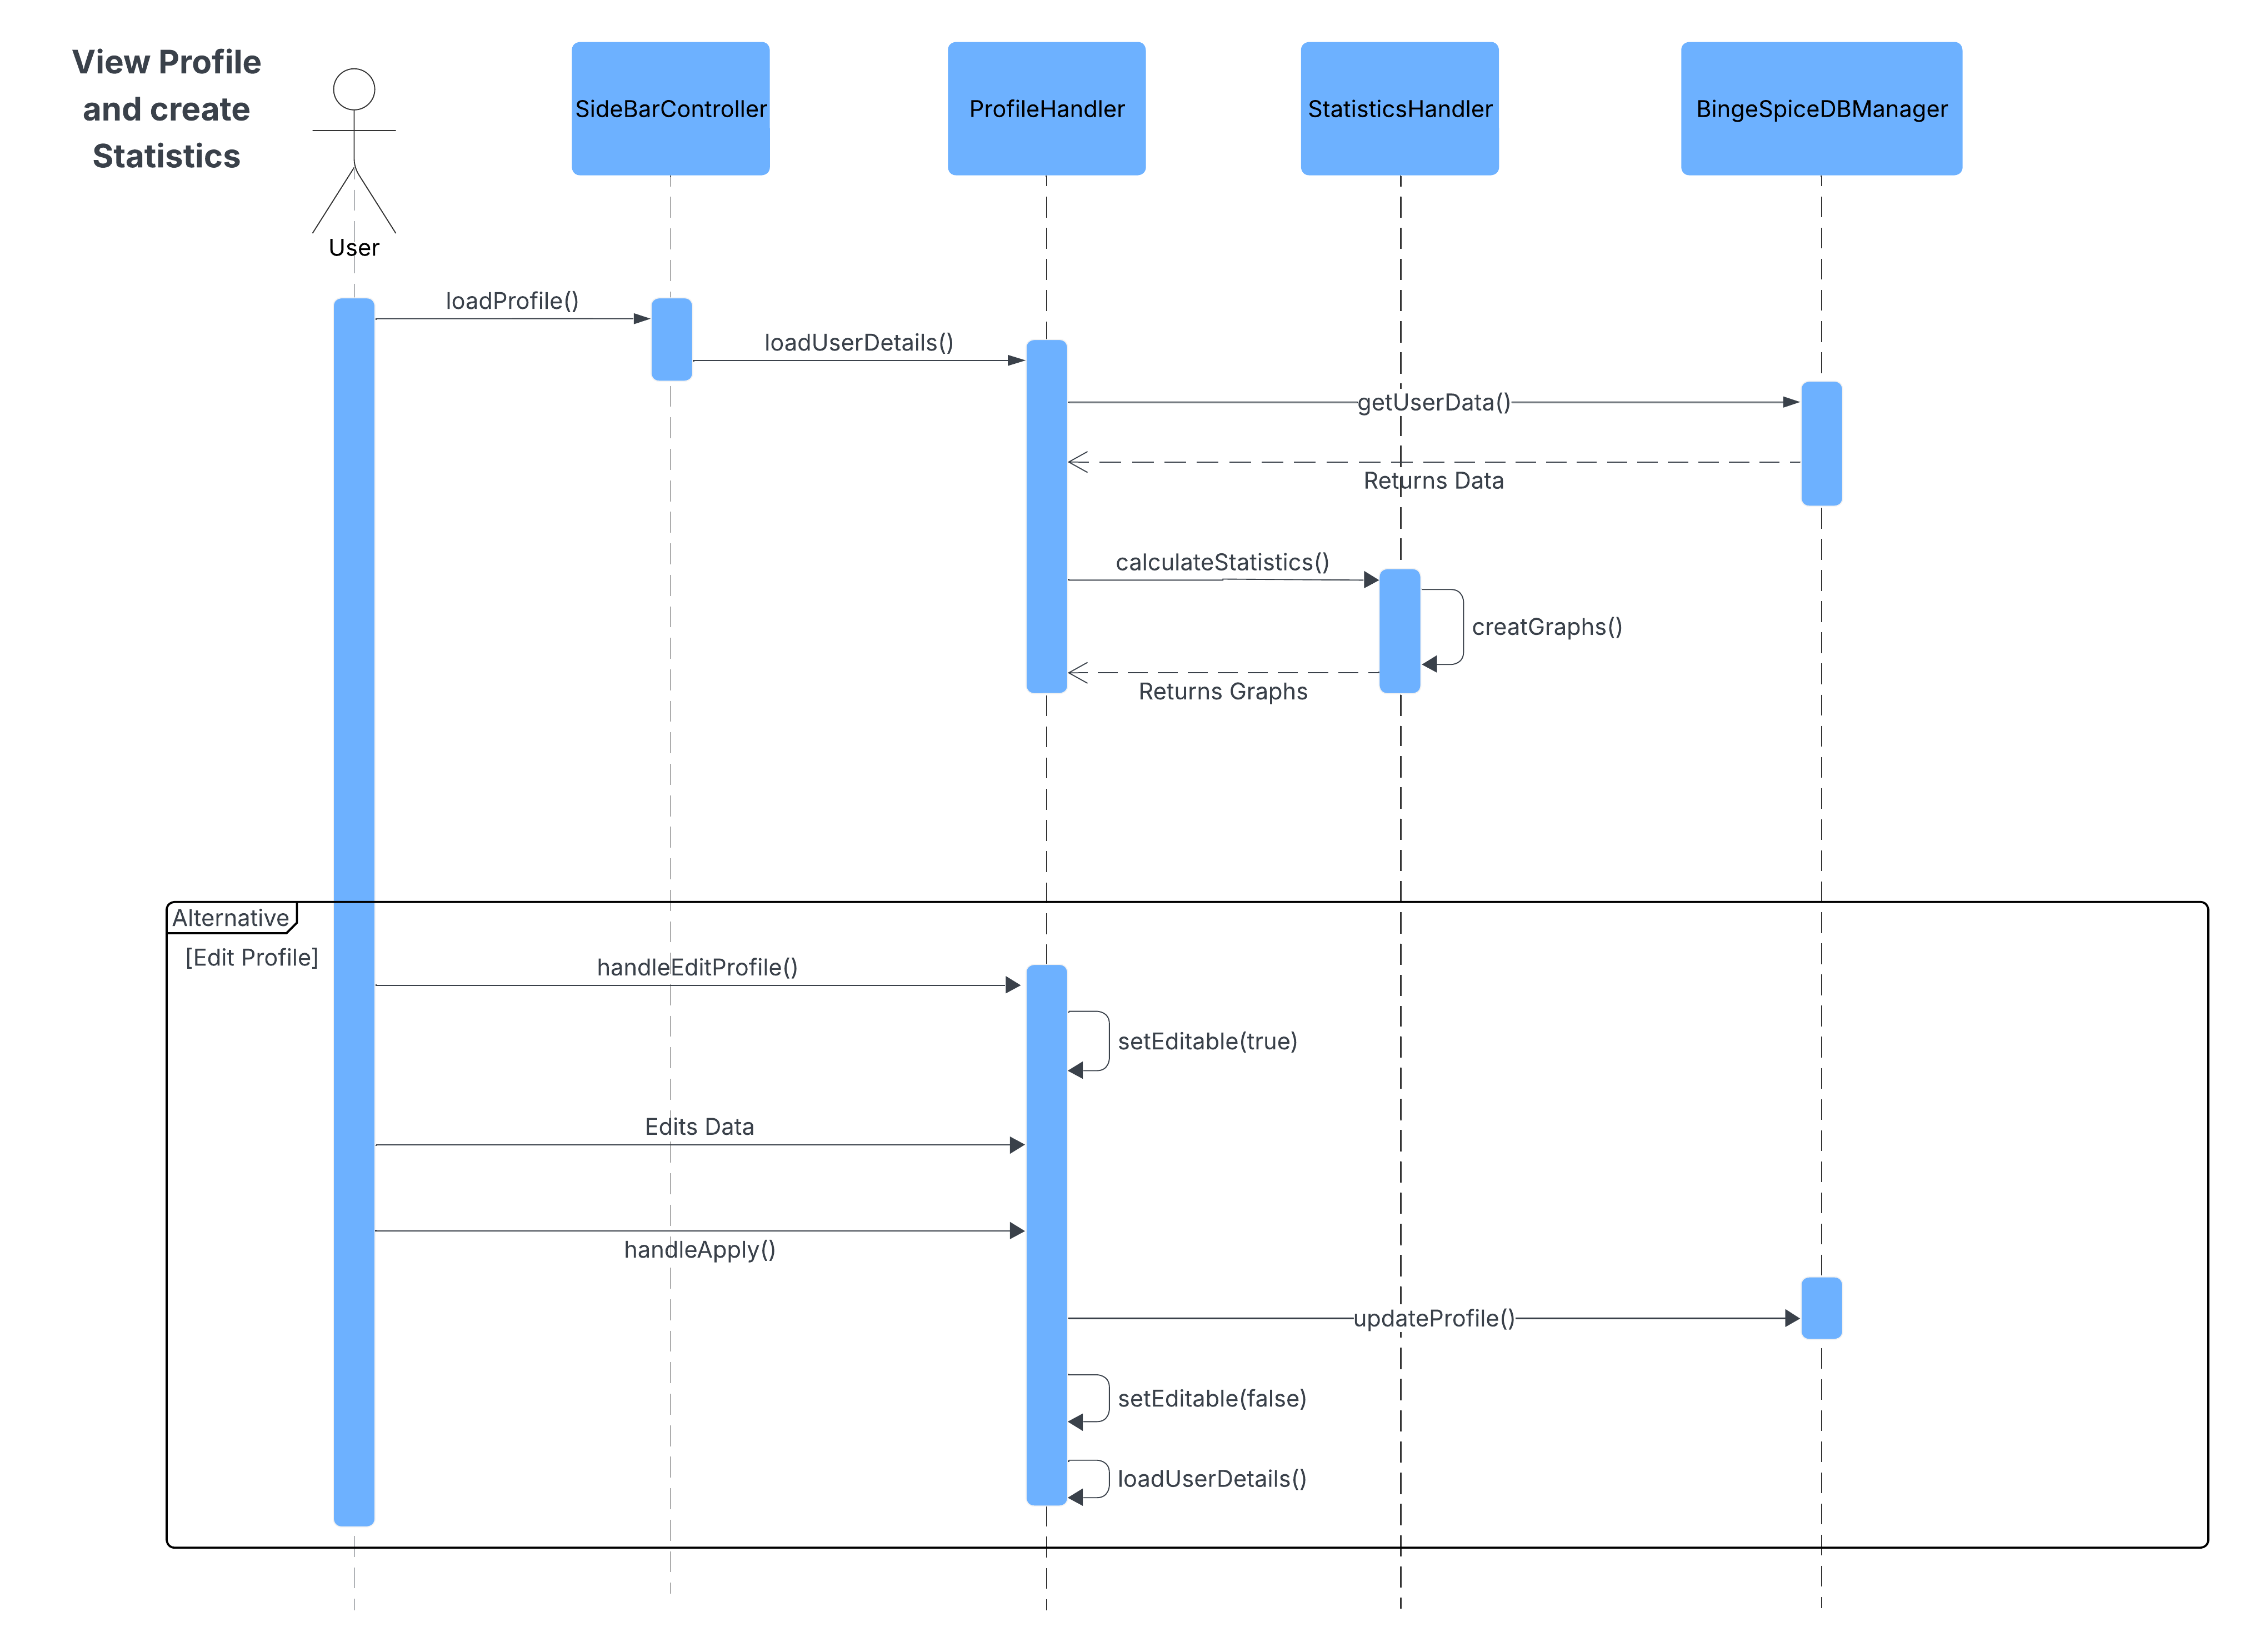 View Profile
and create
Statistics
User
SideBarController
ProfileHandler
StatisticsHandler
BingeSpiceDBManager
loadProfile()
loadUserDetails()
getUserData()
Returns Data
calculateStatistics()
creatGraphs()
Returns Graphs
Alternative
[Edit Profile]
handleEditProfile()
setEditable(true)
Edits Data
handleApply()
updateProfile()
setEditable(false)
loadUserDetails()